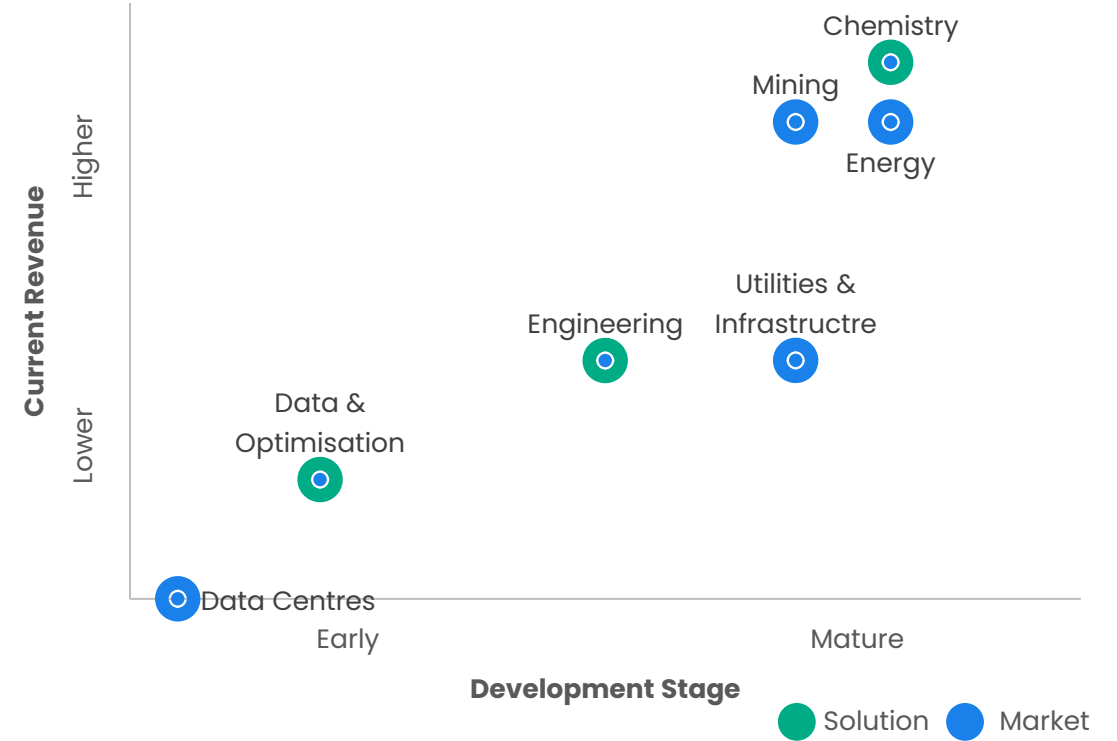 Chemistry
Mining
Energy
Higher
Current Revenue
Utilities &
Infrastructre
Engineering
Data &
Optimisation
Lower
Data Centres
Early
Mature
Development Stage
Solution
Market